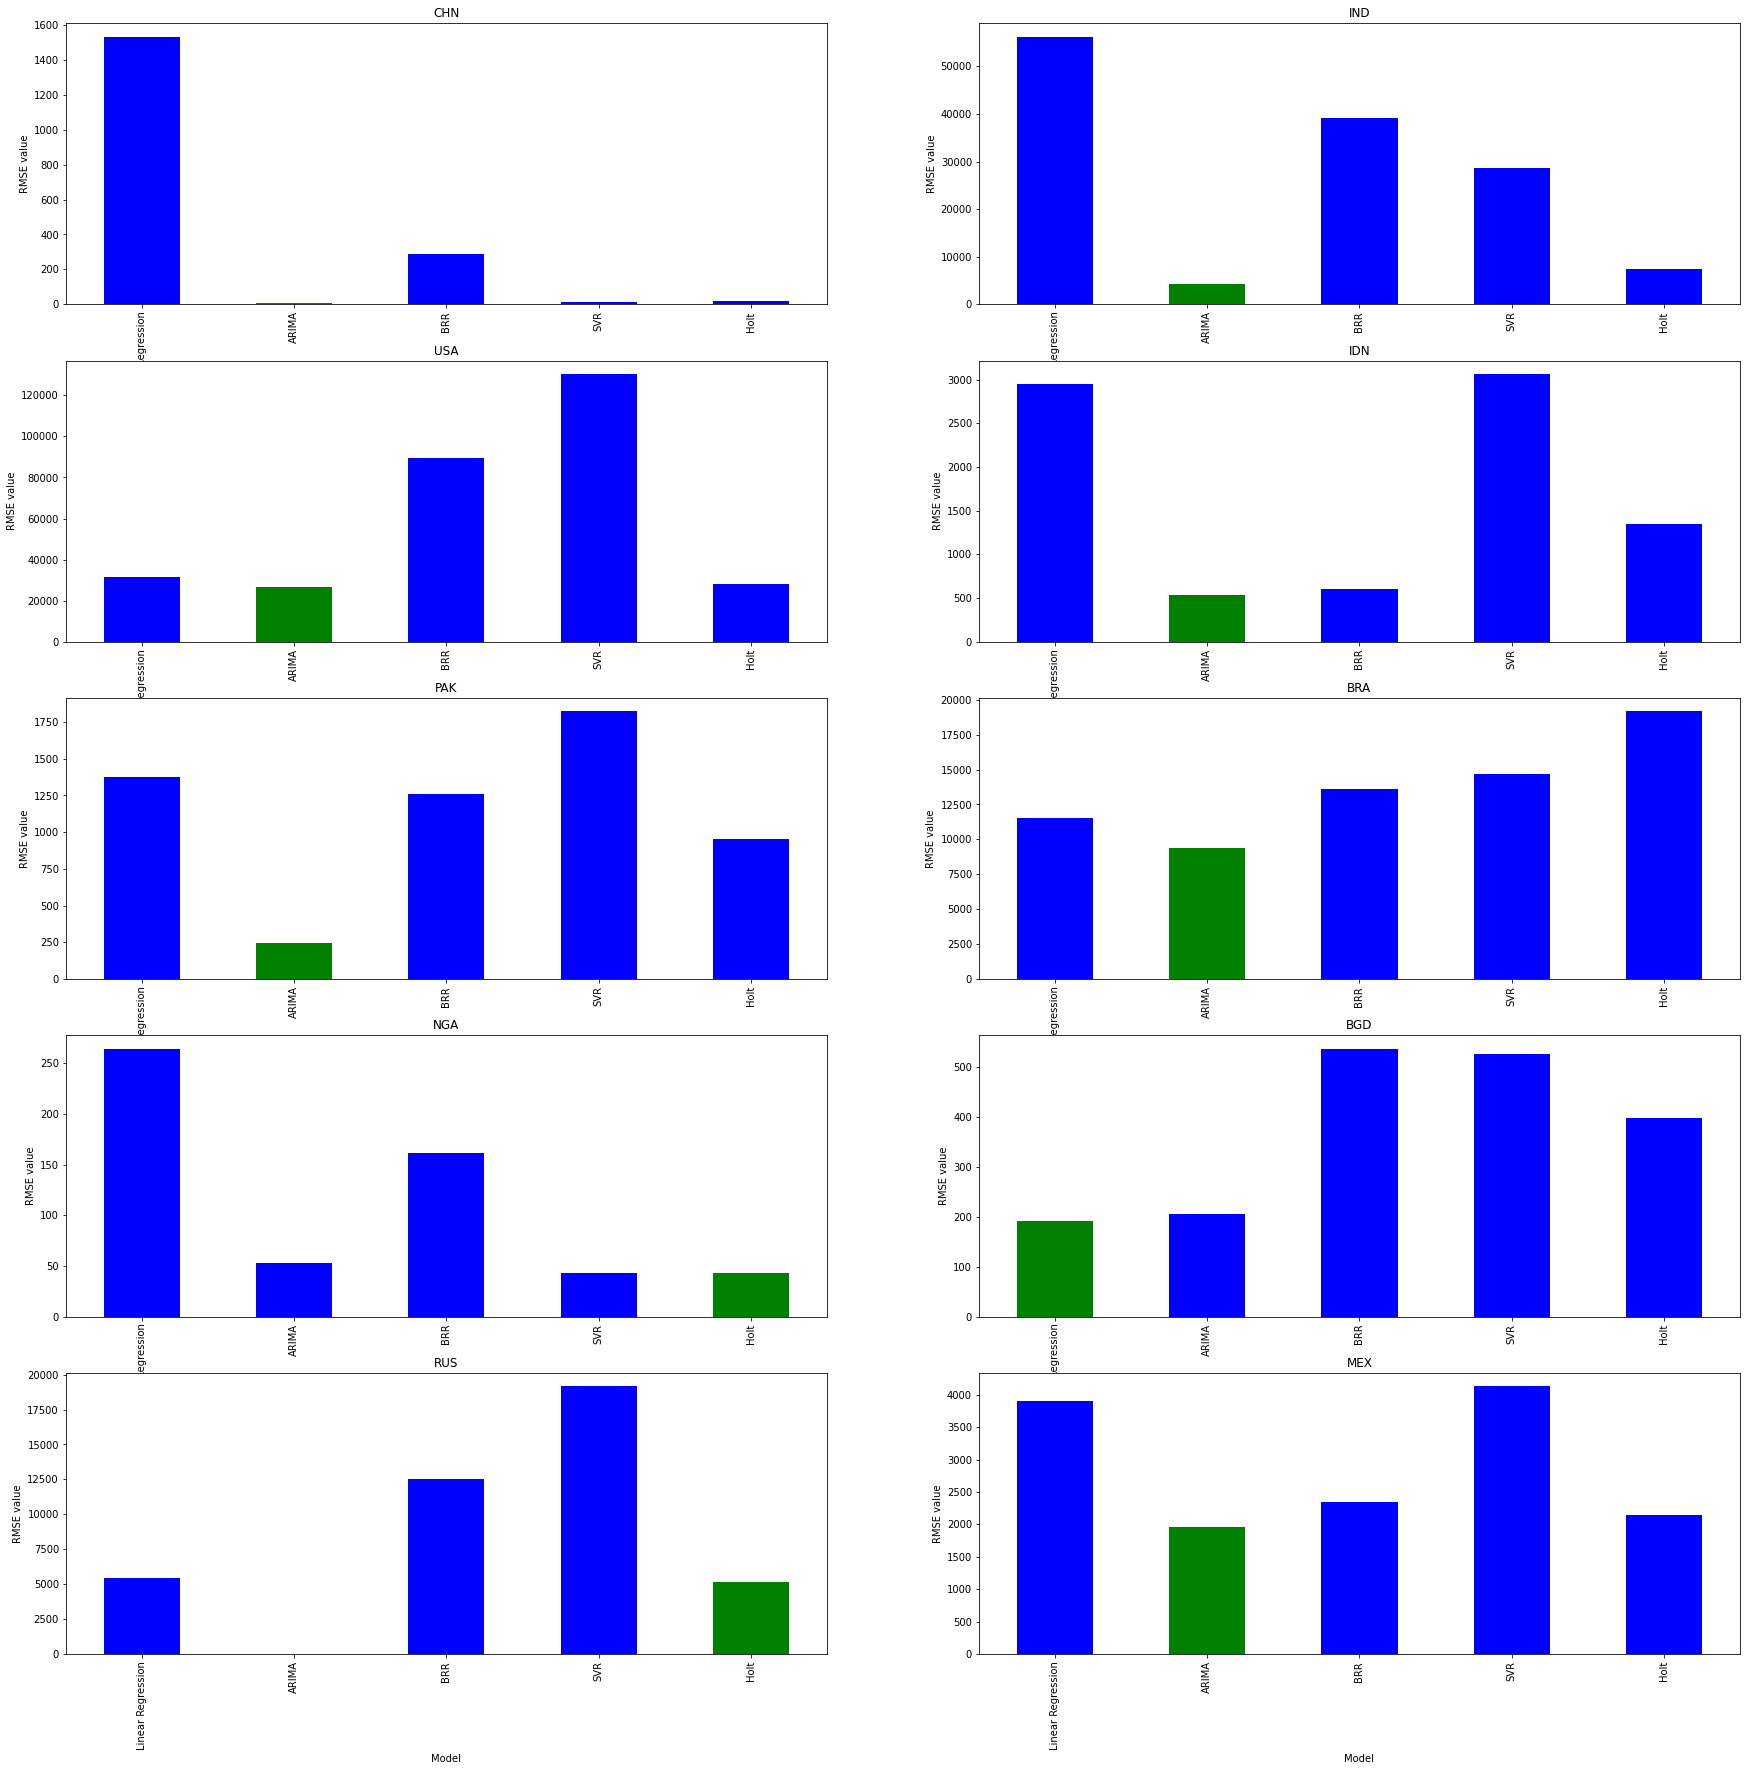 CHN
1600
1400
1200
1000
800
600
400
200
0
RMSE value
egression
ARIMA
BRR
SVR
Holt
IND
50000
40000
30000
20000
10000
0
RMSE value
egression
ARIMA
BRR
SVR
Holt
USA
120000
100000
80000
60000
40000
20000
0
RMSE value
egression
ARIMA
BRR
SVR
Holt
IDN
3000
2500
2000
1500
1000
500
0
RMSE value
egression
ARIMA
BRR
SVR
Holt
PAK
1750
1500
1250
1000
750
500
250
0
RMSE value
egression
ARIMA
BRR
SVR
Holt
BRA
20000
17500
15000
12500
10000
7500
5000
2500
0
RMSE value
egression
ARIMA
BRR
SVR
Holt
NGA
250
200
150
100
50
0
RMSE value
egression
ARIMA
BRR
SVR
Holt
BGD
500
400
300
200
100
0
RMSE value
egression
ARIMA
BRR
SVR
Holt
RUS
20000
17500
15000
12500
10000
7500
5000
2500
0
RMSE value
Linear Regression
ARIMA
BRR
SVR
Holt
Model
MEX
4000
3500
3000
2500
2000
1500
1000
500
0
RMSE value
Linear Regression
ARIMA
BRR
SVR
Holt
Model